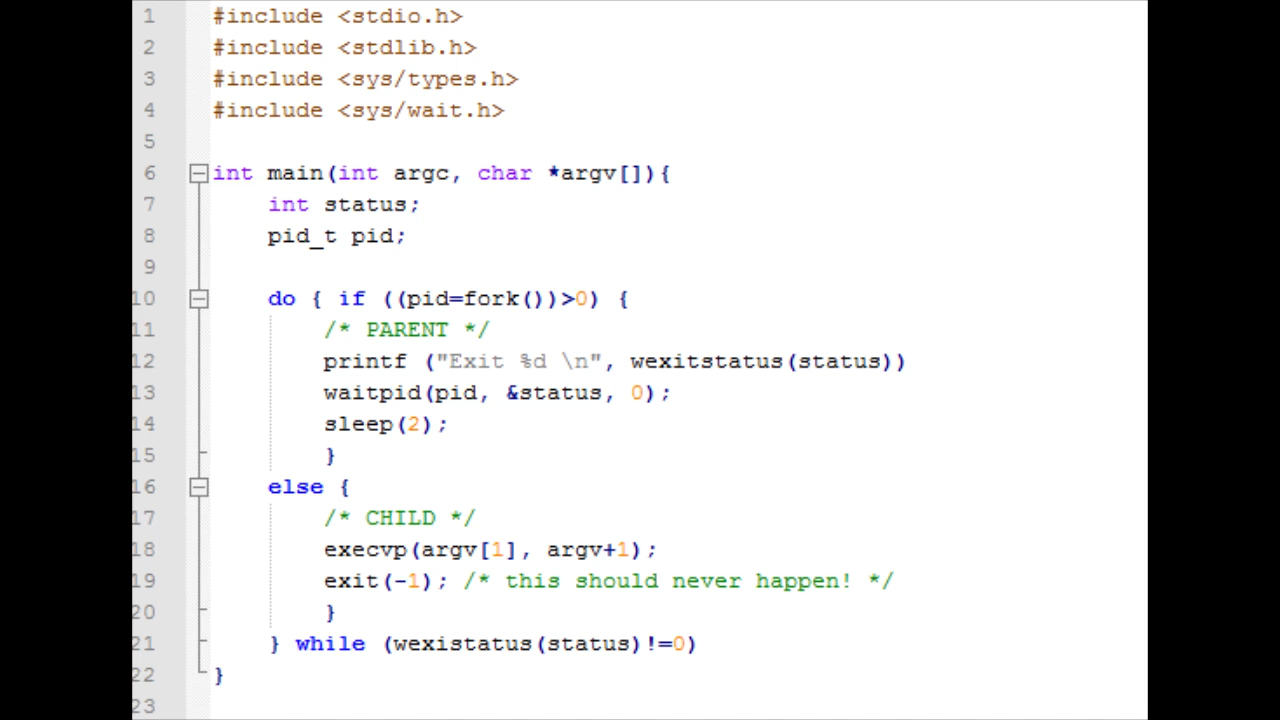 1 #include <stdio.h>
2 #include <stdlib.h>
3 #include <sys/types.h>
4 #include <sys/wait.h>
5
6 int main(int argc, char *argv[]){
7 int status;
8 pid_t pid;
9
10 do { if ((pid=fork())>0) {
11 /* PARENT */
12 printf ("Exit %d \n", wexitstatus(status))
13 waitpid(pid, &status, 0);
14 sleep(2);
15 }
16 else {
17 /* CHILD */
18 execvp(argv[1], argv+1);
19 exit(-1); /* this should never happen! */
20 }
21 } while (wexistatus(status)!=0)
22 }
23